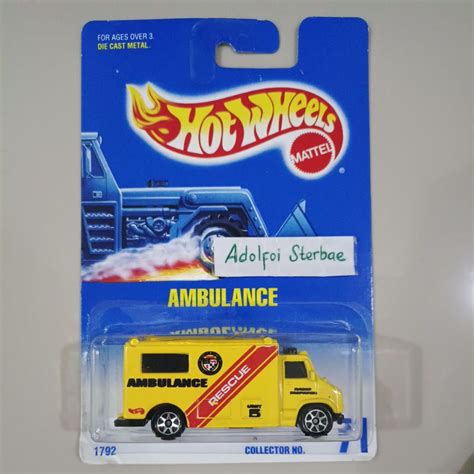 FOR AGES OVER 3.
DIE CAST METAL.
Hot Wheels
MATTEL
Adolfoi Sterbae
AMBULANCE
AMBULANCE
RESCUE
UNIT
5
1792
COLLECTOR NO.
71